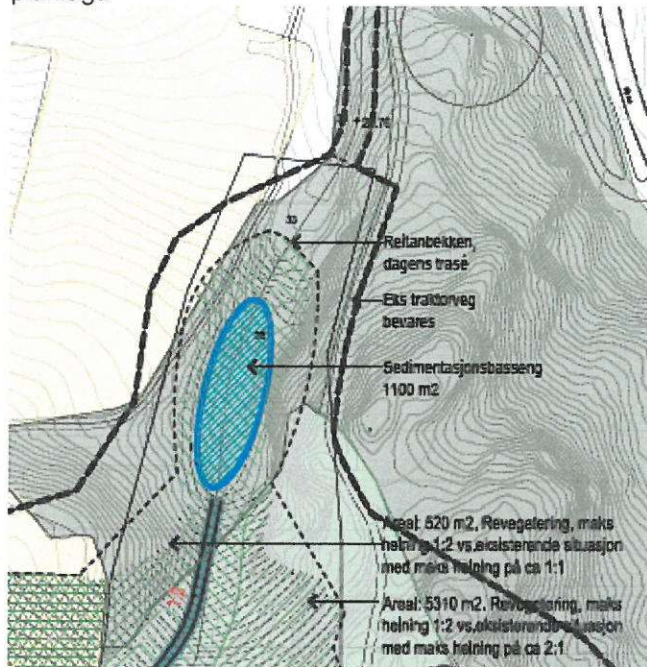 Reitanbekken,
dagens trasé
Eks traktorveg
bevares
Sedimentasjonsbasseng
1100 m2
Areal: 520 m2, Revegetering, maks
helning 1:2 vs.eksisterende situasjon
med maks helning på ca 1:1
Areal: 5310 m2, Revegetering, maks
helning 1:2 vs.eksisterende situasjon
med maks helning på ca 2:1